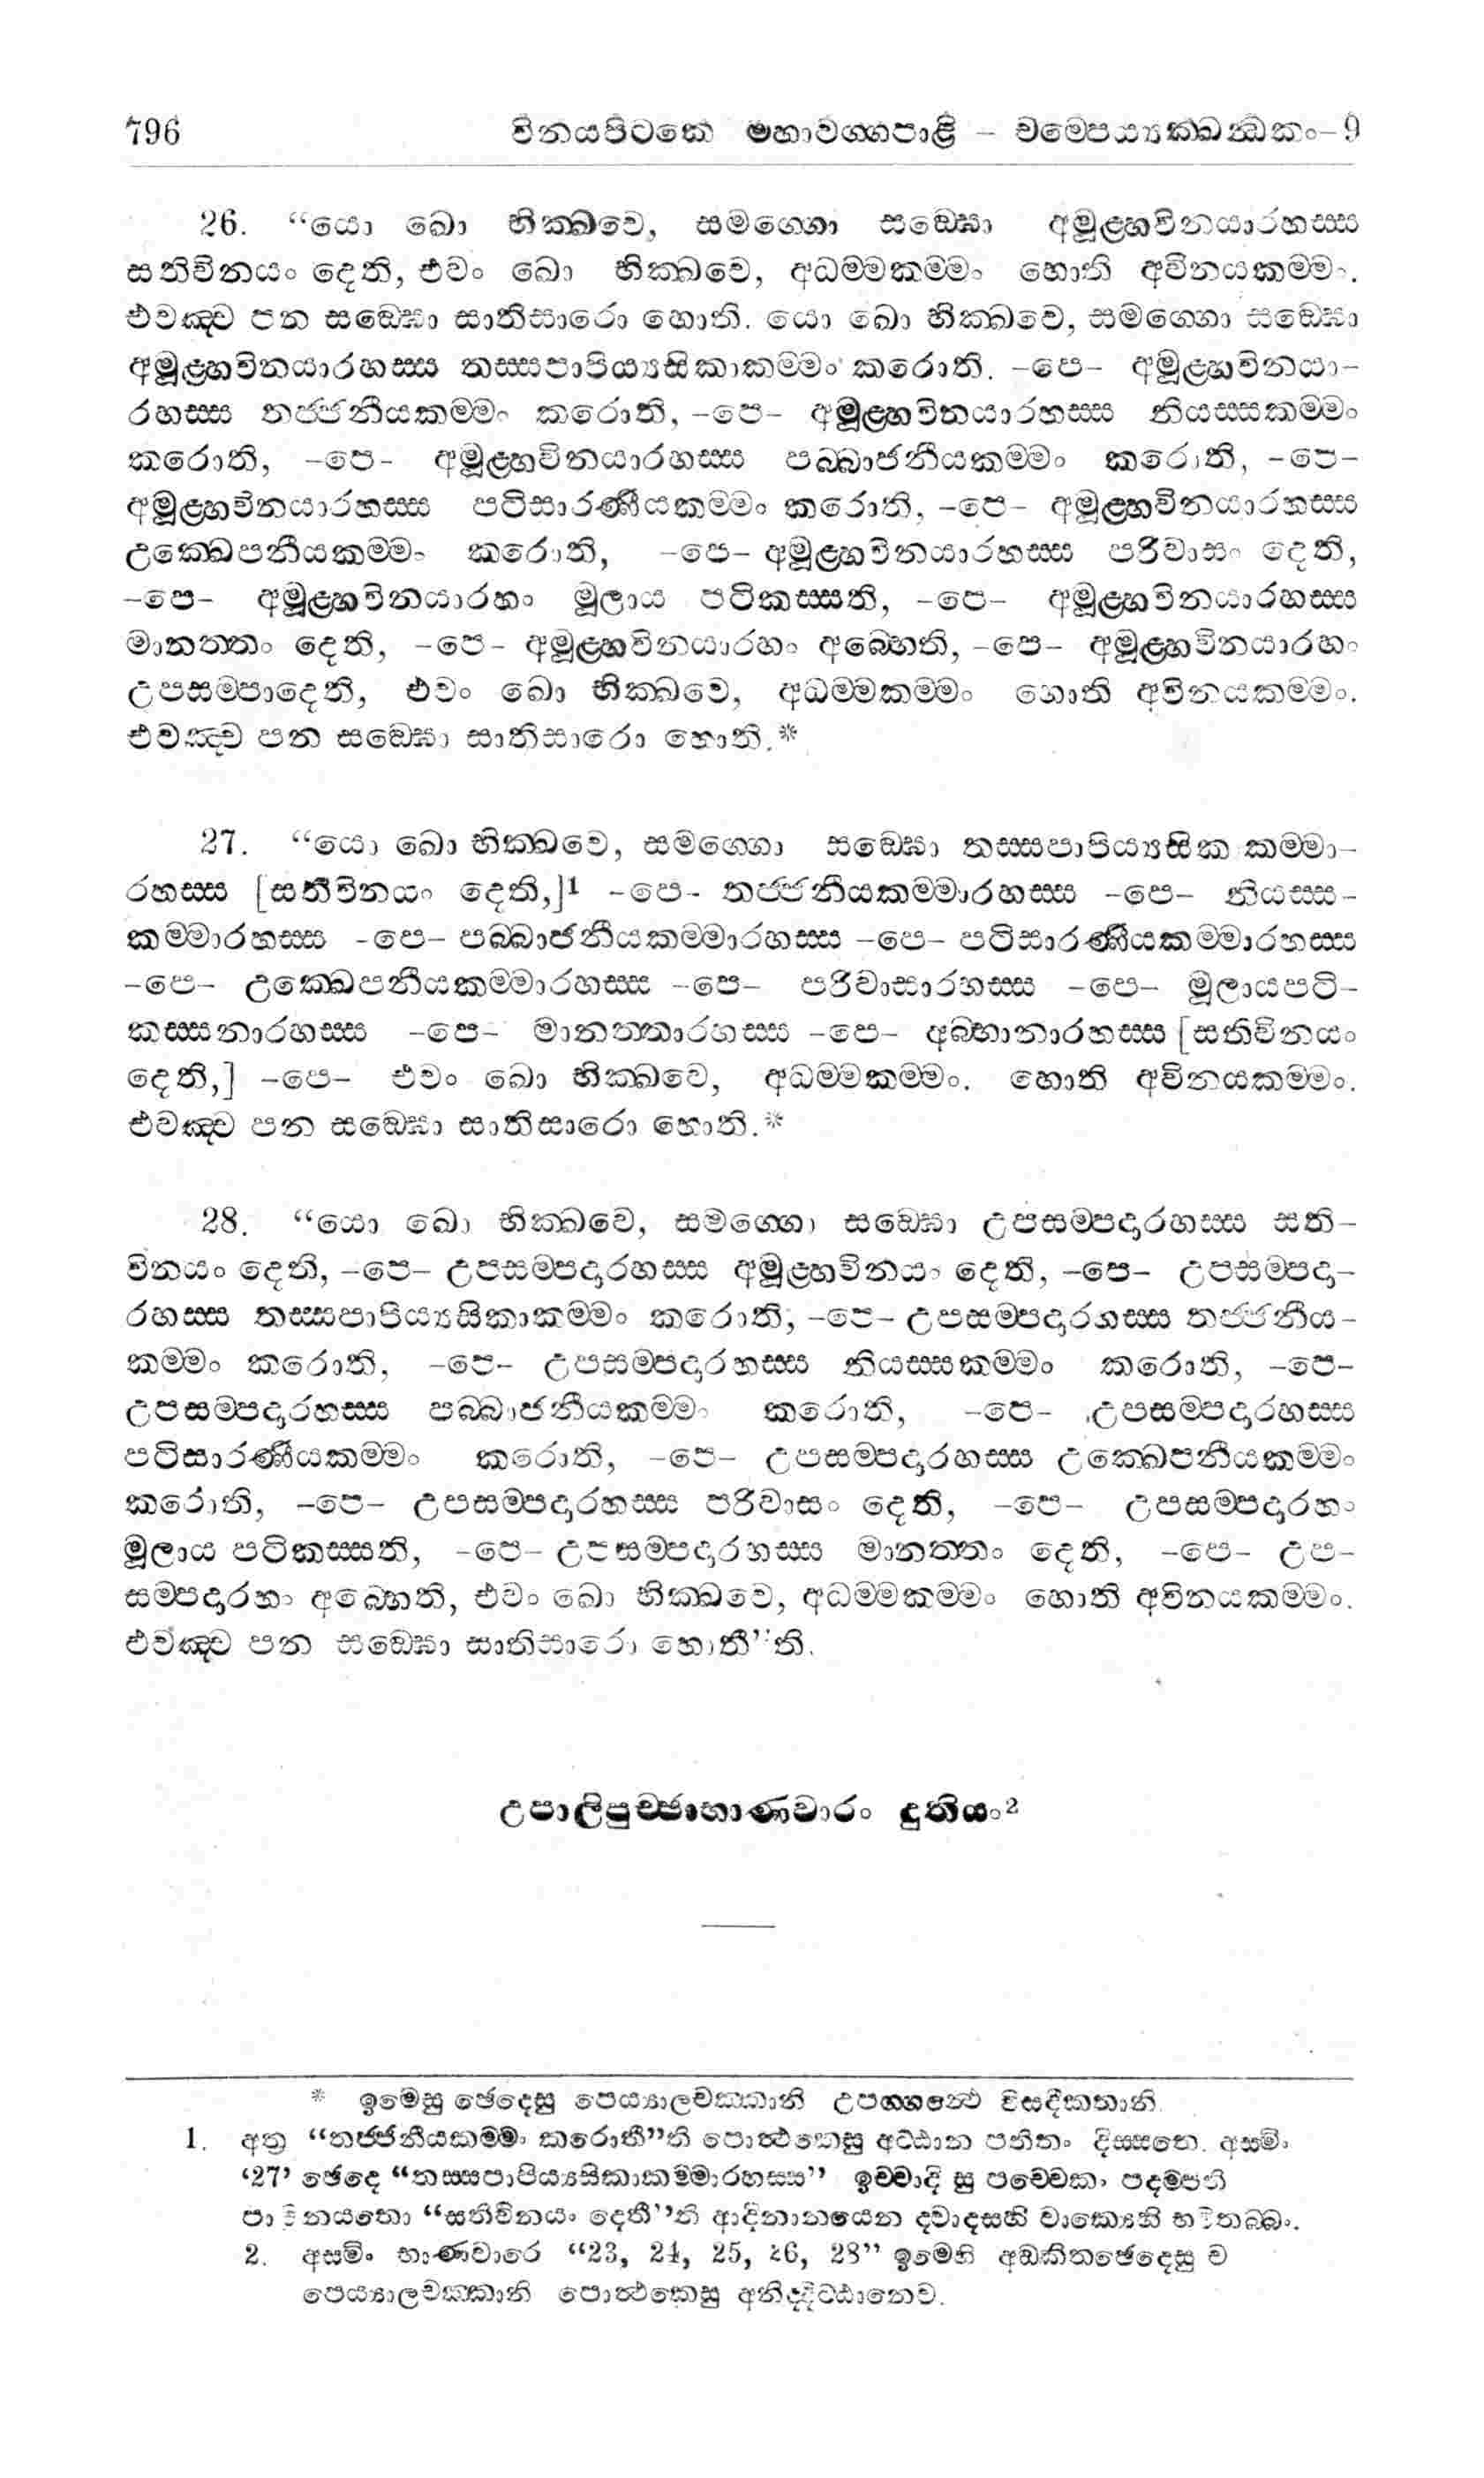 796 විනයපිටකෙ මහාවග්ගපාළි – චම්පෙය්‍යක්ඛන්ධකං–9
26. “යො ඛො භික්ඛවෙ, සමග්ගො සඞ්ඝො අමූළ්හවිනයාරහස්ස
සතිවිනයං දෙති, එවං ඛො භික්ඛවෙ, අධම්මකම්මං හොති අවිනයකම්මං.
එවඤ්ච පන සඞ්ඝො සාතිසාරො හොති. යො ඛො භික්ඛවෙ, සමග්ගො සඞ්ඝො
අමූළ්හවිනයාරහස්ස තස්සපාපිය්‍යසිකාකම්මං කරොති. –පෙ– අමූළ්හවිනයා–
රහස්ස තජ්ජනීයකම්මං කරොති, –පෙ– අමූළ්හවිනයාරහස්ස නියස්සකම්මං
කරොති, –පෙ– අමූළ්හවිනයාරහස්ස පබ්බාජනීයකම්මං කරොති, –පෙ–
අමූළ්හවිනයාරහස්ස පටිසාරණීයකම්මං කරොති, –පෙ– අමූළ්හවිනයාරහස්ස
උක්ඛෙපනීයකම්මං කරොති, –පෙ– අමූළ්හවිනයාරහස්ස පරිවාසං දෙති,
–පෙ– අමූළ්හවිනයාරහං මූලාය පටිකස්සති, –පෙ– අමූළ්හවිනයාරහස්ස
මානත්තං දෙති, –පෙ– අමූළ්හවිනයාරහං අබ්භෙති, –පෙ– අමූළ්හවිනයාරහං
උපසම්පාදෙති, එවං ඛො භික්ඛවෙ, අධම්මකම්මං හොති අවිනයකම්මං.
එවඤ්ච පන සඞ්ඝො සාතිසාරො හොති.*
27. “යො ඛො භික්ඛවෙ, සමග්ගො සඞ්ඝො තස්සපාපිය්‍යසික කම්මා–
රහස්ස [සතිවිනයං දෙති,]1 –පෙ– තජ්ජනීයකම්මාරහස්ස –පෙ– නියස්ස–
කම්මාරහස්ස –පෙ– පබ්බාජනීයකම්මාරහස්ස –පෙ– පටිසාරණීයකම්මාරහස්ස
–පෙ– උක්ඛෙපනීයකම්මාරහස්ස –පෙ– පරිවාසාරහස්ස –පෙ– මූලායපටි–
කස්සනාරහස්ස –පෙ– මානත්තාරහස්ස –පෙ– අබ්භානාරහස්ස [සතිවිනයං
දෙති,] –පෙ– එවං ඛො භික්ඛවෙ, අධම්මකම්මං. හොති අවිනයකම්මං.
එවඤ්ච පන සඞ්ඝො සාතිසාරො හොති.*
28. “යො ඛො භික්ඛවෙ, සමග්ගො සඞ්ඝො උපසම්පදාරහස්ස සති–
විනයං දෙති, –පෙ– උපසම්පදාරහස්ස අමූළ්හවිනයං දෙති, –පෙ– උපසම්පදා–
රහස්ස තස්සපාපිය්‍යසිකාකම්මං කරොති, –පෙ– උපසම්පදාරහස්ස තජ්ජනීය–
කම්මං කරොති, –පෙ– උපසම්පදාරහස්ස නියස්සකම්මං කරොති, –පෙ–
උපසම්පදාරහස්ස පබ්බාජනීයකම්මං කරොති, –පෙ– උපසම්පදාරහස්ස
පටිසාරණීයකම්මං කරොති, –පෙ– උපසම්පදාරහස්ස උක්ඛෙපනීයකම්මං
කරොති, –පෙ– උපසම්පදාරහස්ස පරිවාසං දෙති, –පෙ– උපසම්පදාරහං
මූලාය පටිකස්සති, –පෙ– උපසම්පදාරහස්ස මානත්තං දෙති, –පෙ– උප–
සම්පදාරහං අබ්භෙති, එවං ඛො භික්ඛවෙ, අධම්මකම්මං හොති අවිනයකම්මං.
එවඤ්ච පන සඞ්ඝො සාතිසාරො හොතී”ති.
උපාලිපුච්ඡාභාණවාරං දුතියං2
* ඉමෙසු ඡෙදෙසු පෙය්‍යාලචක්කානි උපගන්ථෙ විසදීකතානි.
1. අත්‍ර “තජ්ජනීයකම්මං කරොතී”ති පොත්ථකෙසු අට්ඨාන පතිතං දිස්සතෙ. අස්මිං
‘27’ ඡෙදෙ “තස්සපාපිය්‍යසිකාකම්මාරහස්ස” ඉච්චාදි සු පච්චෙකං පදම්පති
පා නයතො “සතිවිනයං දෙතී”ති ආදිනානයෙන ද්වාදසහි වාක්‍යෙහි තබ්බං.
2. අස්මිං භාණවාරෙ “23, 24, 25, 26, 28” ඉමෙහි අඞ්කිතඡෙදෙසු ච
පෙය්‍යාලචක්කානි පොත්ථකෙසු අනිද්දිට්ඨානෙව.